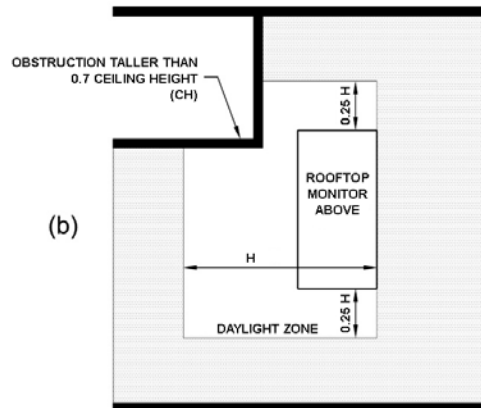 OBSTRUCTION TALLER THAN
0.7 CEILING HEIGHT
(CH)
0.25 H
ROOFTOP
MONITOR
ABOVE
(b)
H
0.25 H
DAYLIGHT ZONE